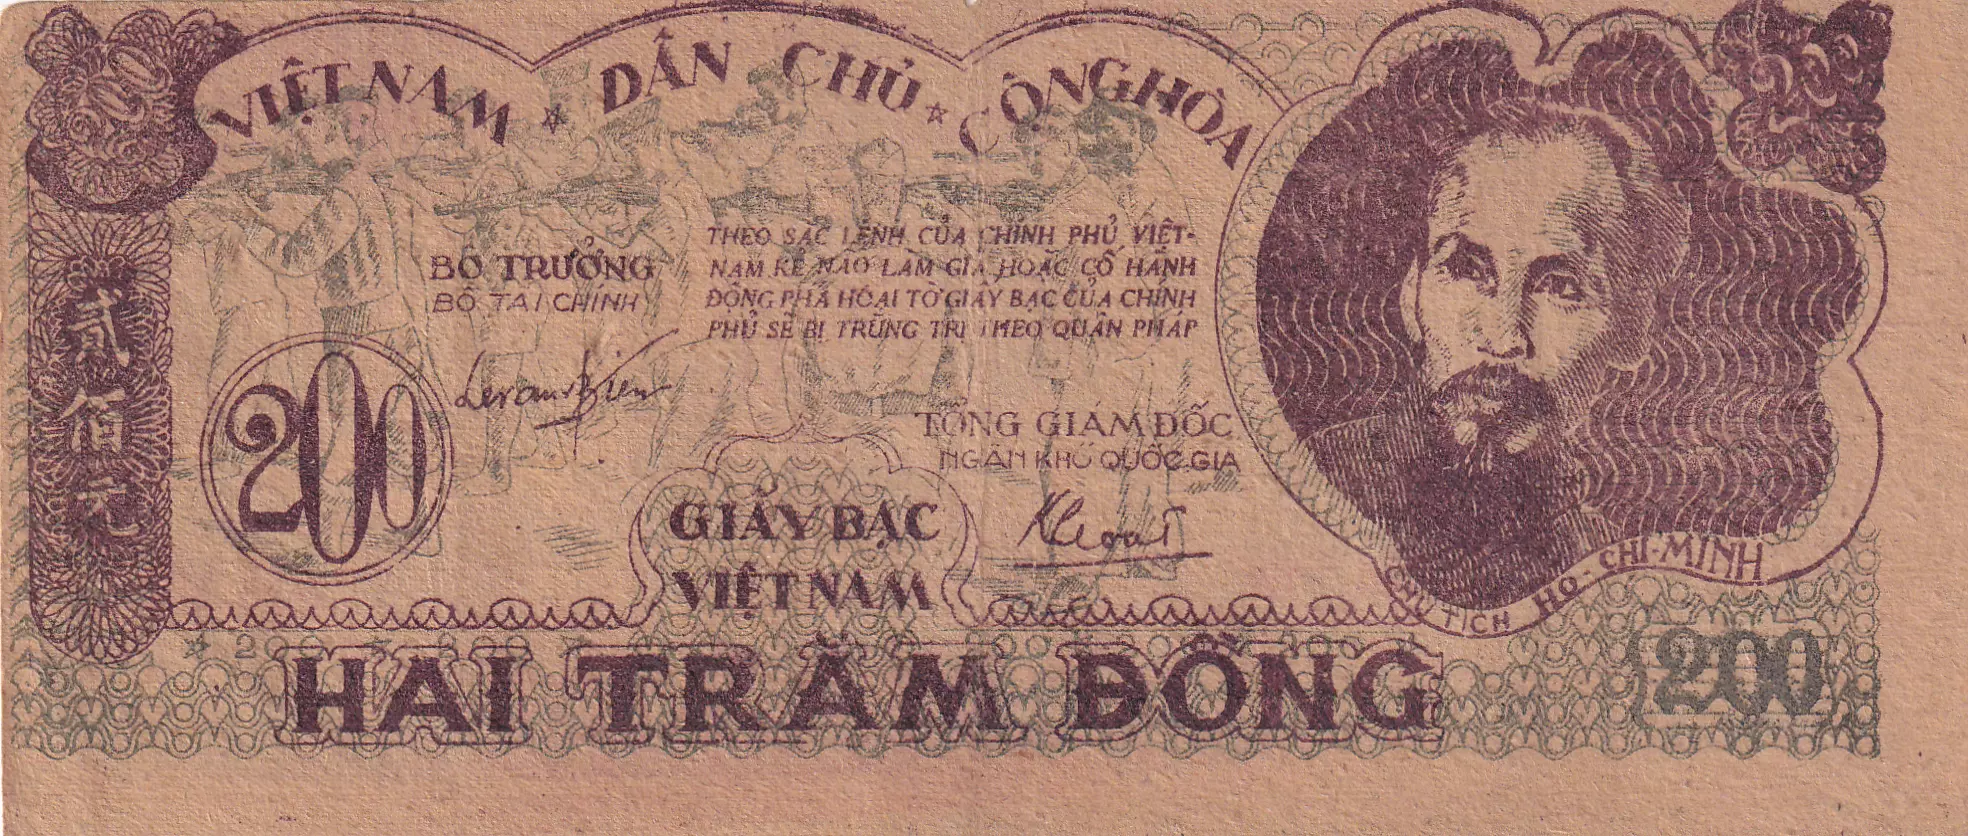 200
200
VIỆT NAM ★ DÂN CHỦ ★ CỘNG HÒA
貳佰元
BỘ TRƯỞNG
BỘ TÀI CHÍNH
THEO SẮC LỆNH CỦA CHÍNH PHỦ VIỆT-
NAM KẺ NÀO LÀM GIẢ HOẶC CÓ HÀNH
ĐỘNG PHÁ HOẠI TỜ GIẤY BẠC CỦA CHÍNH
PHỦ SẼ BỊ TRỪNG TRỊ THEO QUÂN PHÁP
200
TỔNG GIÁM ĐỐC
NGÂN KHỐ QUỐC GIA
GIẤY BẠC
VIỆT NAM
CHỦ TỊCH HỒ-CHÍ-MINH
HAI TRĂM ĐỒNG
200